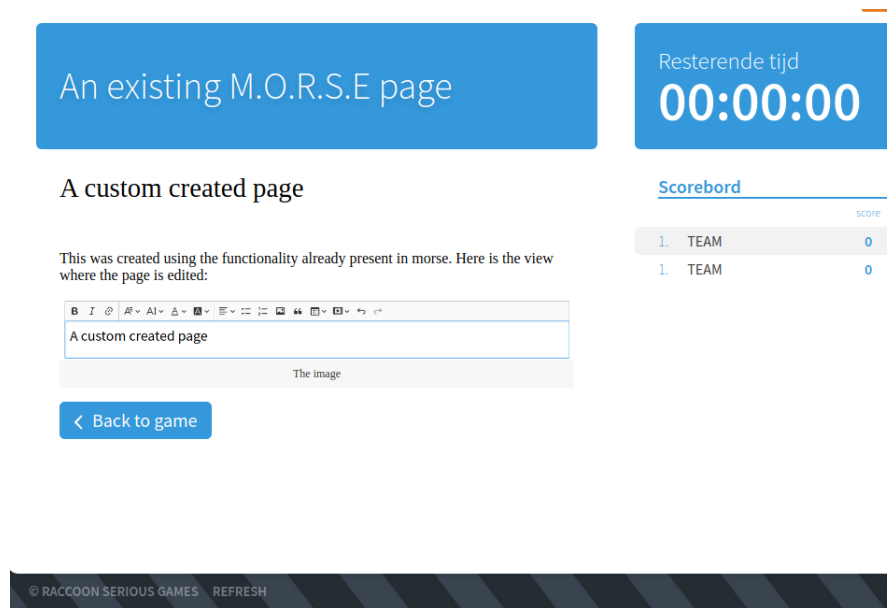 An existing M.O.R.S.E page
Resterende tijd
00:00:00
A custom created page
This was created using the functionality already present in morse. Here is the view
where the page is edited:
B I
A custom created page
The image
Back to game
Scorebord
score
1. TEAM 0
1. TEAM 0
© RACCOON SERIOUS GAMES REFRESH